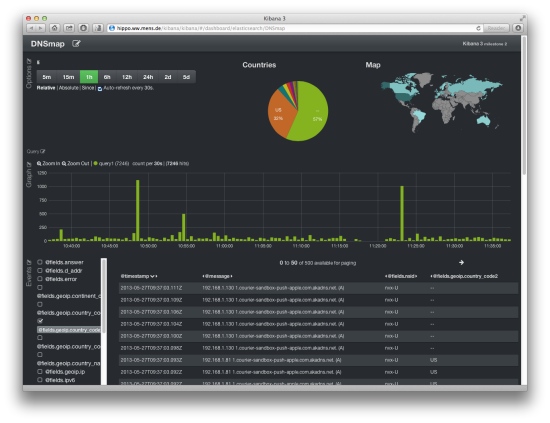 Kibana 3
hippo.ww.mens.de/kibana/kibana/#/dashboard/elasticsearch/DNSmap
Reader
DNSmap
Kibana 3 milestone 2
Options
5m 15m 1h 6h 12h 24h 2d 5d
Relative | Absolute | Since | Auto-refresh every 30s.
Countries
US
32%
--
57%
Map
Query
Graph
Zoom In Zoom Out | query1 (7246) count per 30s | (7246 hits)
1250
1000
750
500
250
0
10:40:00 10:45:00 10:50:00 10:55:00 11:00:00 11:05:00 11:10:00 11:15:00 11:20:00 11:25:00 11:30:00 11:35:00
Events
@fields.answer
@fields.d_addr
@fields.error
@fields.geoip.continent_c
@fields.geoip.country_co
@fields.geoip.country_code
@fields.geoip.country_co
@fields.geoip.country_na
@fields.geoip.ip
@fields.ipv6
0 to 50 of 500 available for paging
@timestamp @message @fields.nsid @fields.geoip.country_code2
2013-05-27T09:37:03.111Z 192.168.1.130 1.courier-sandbox-push-apple.com.akadns.net. (A) nxx-U --
2013-05-27T09:37:03.109Z 192.168.1.130 1.courier-sandbox-push-apple.com.akadns.net. (A) nxx-U --
2013-05-27T09:37:03.106Z 192.168.1.130 1.courier-sandbox-push-apple.com.akadns.net. (A) nxx-U --
2013-05-27T09:37:03.104Z 192.168.1.130 1.courier-sandbox-push-apple.com.akadns.net. (A) nxx-U --
2013-05-27T09:37:03.100Z 192.168.1.130 1.courier-sandbox-push-apple.com.akadns.net. (A) nxx-U --
2013-05-27T09:37:03.098Z 192.168.1.130 1.courier-sandbox-push-apple.com.akadns.net. (A) nxx-U --
2013-05-27T09:37:03.093Z 192.168.1.81 1.courier-sandbox-push-apple.com.akadns.net. (A) nxx-U US
2013-05-27T09:37:03.092Z 192.168.1.81 1.courier-sandbox-push-apple.com.akadns.net. (A) nxx-U US
192.168.1.81 1.courier-sandbox-push-apple.com.akadns.net. (A) nxx-U US